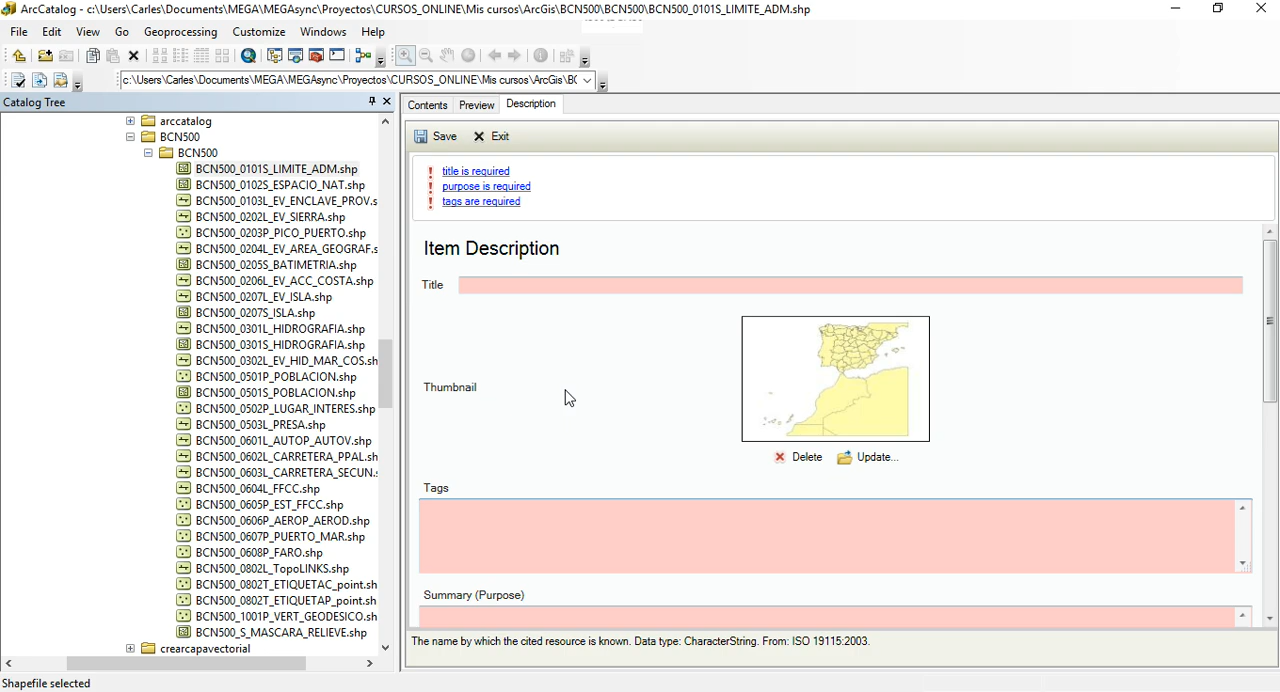 ArcCatalog - c:\Users\Carles\Documents\MEGA\MEGAsync\Proyectos\CURSOS_ONLINE\Mis cursos\ArcGis\BCN500\BCN500\BCN500_0101S_LIMITE_ADM.shp
File Edit View Go Geoprocessing Customize Windows Help
c:\Users\Carles\Documents\MEGA\MEGAsync\Proyectos\CURSOS_ONLINE\Mis cursos\ArcGis\B(
Catalog Tree
arccatalog
BCN500
BCN500
BCN500_0101S_LIMITE_ADM.shp
BCN500_0102S_ESPACIO_NAT.shp
BCN500_0103L_EV_ENCLAVE_PROV.s
BCN500_0202L_EV_SIERRA.shp
BCN500_0203P_PICO_PUERTO.shp
BCN500_0204L_EV_AREA_GEOGRAF.s
BCN500_0205S_BATIMETRIA.shp
BCN500_0206L_EV_ACC_COSTA.shp
BCN500_0207L_EV_ISLA.shp
BCN500_0207S_ISLA.shp
BCN500_0301L_HIDROGRAFIA.shp
BCN500_0301S_HIDROGRAFIA.shp
BCN500_0302L_EV_HID_MAR_COS.sh
BCN500_0501P_POBLACION.shp
BCN500_0501S_POBLACION.shp
BCN500_0502P_LUGAR_INTERES.shp
BCN500_0503L_PRESA.shp
BCN500_0601L_AUTOP_AUTOV.shp
BCN500_0602L_CARRETERA_PPAL.sh
BCN500_0603L_CARRETERA_SECUN.
BCN500_0604L_FFCC.shp
BCN500_0605P_EST_FFCC.shp
BCN500_0606P_AEROP_AEROD.shp
BCN500_0607P_PUERTO_MAR.shp
BCN500_0608P_FARO.shp
BCN500_0802L_TopoLINKS.shp
BCN500_0802T_ETIQUETAC_point.sh
BCN500_0802T_ETIQUETAP_point.sh
BCN500_1001P_VERT_GEODESICO.sh
BCN500_S_MASCARA_RELIEVE.shp
crearcapavectorial
Shapefile selected
Contents Preview Description
Save Exit
title is required
purpose is required
tags are required
Item Description
Title
Thumbnail
Delete Update...
Tags
Summary (Purpose)
The name by which the cited resource is known. Data type: CharacterString. From: ISO 19115:2003.